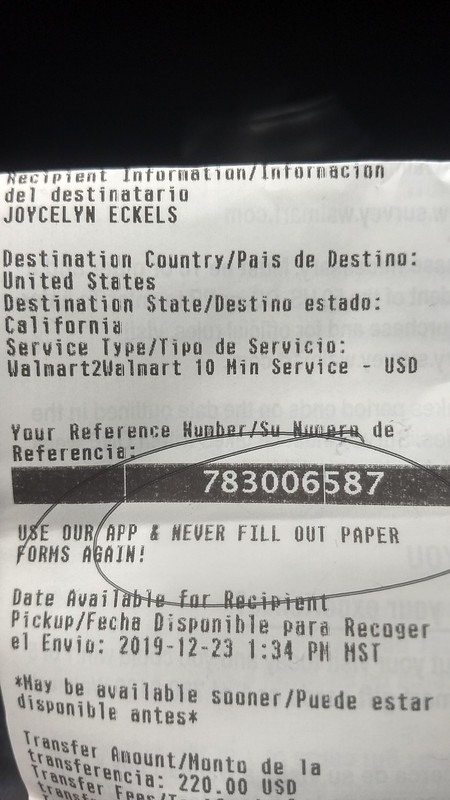 Recipient Information/Informacion
del destinatario
JOYCELYN ECKELS
Destination Country/Pais de Destino:
United States
Destination State/Destino estado:
California
Service Type/Tipo de Servicio:
Walmart2Walmart 10 Min Service - USD
Your Reference Number/Su Numero de
Referencia:
783006587
USE OUR APP & NEVER FILL OUT PAPER
FORMS AGAIN!
Date Available for Recipient
Pickup/Fecha Disponible para Recoger
el Envio: 2019-12-23 1:34 PM MST
*May be available sooner/Puede estar
disponible antes*
Transfer Amount/Monto de la
transferencia: 220.00 USD
Transfer